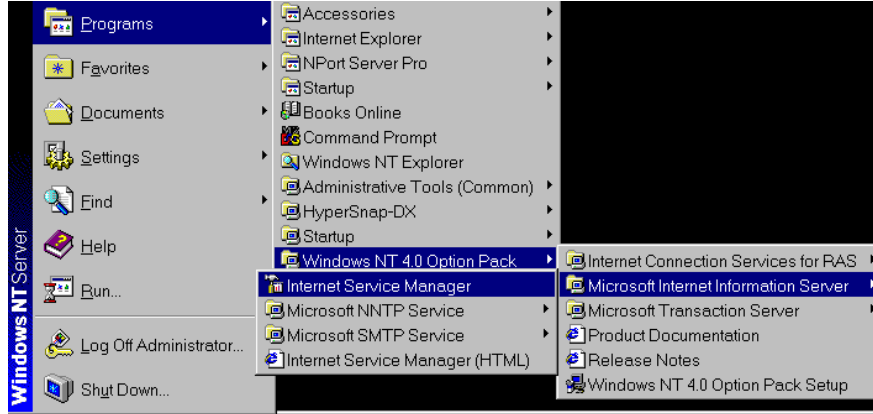 Programs
Favorites
Documents
Settings
Find
Help
Run...
Log Off Administrator...
Shut Down...
Windows NT Server
Accessories
Internet Explorer
NPort Server Pro
Startup
Books Online
Command Prompt
Windows NT Explorer
Administrative Tools (Common)
HyperSnap-DX
Startup
Windows NT 4.0 Option Pack
Internet Connection Services for RAS
Microsoft Internet Information Server
Microsoft Transaction Server
Product Documentation
Release Notes
Windows NT 4.0 Option Pack Setup
Internet Service Manager
Microsoft NNTP Service
Microsoft SMTP Service
Internet Service Manager (HTML)